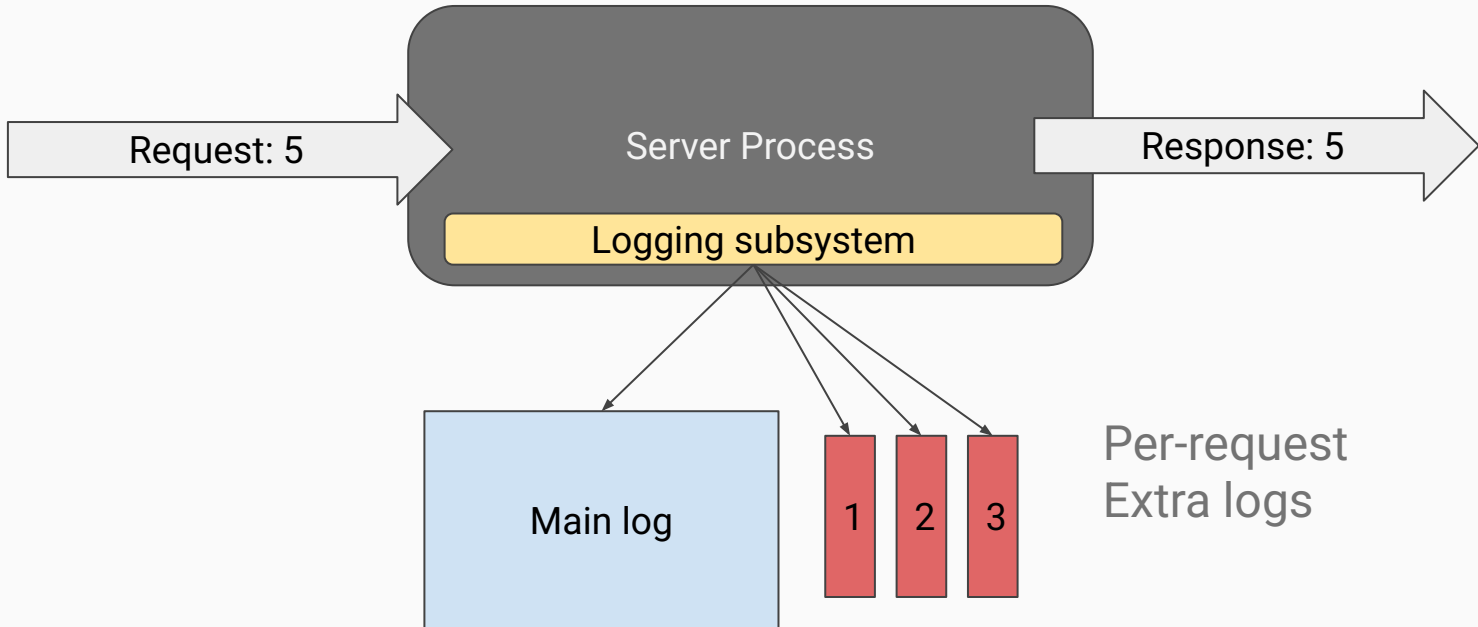 Request: 5
Server Process
Response: 5
Logging subsystem
Main log
1
2
3
Per-request
Extra logs